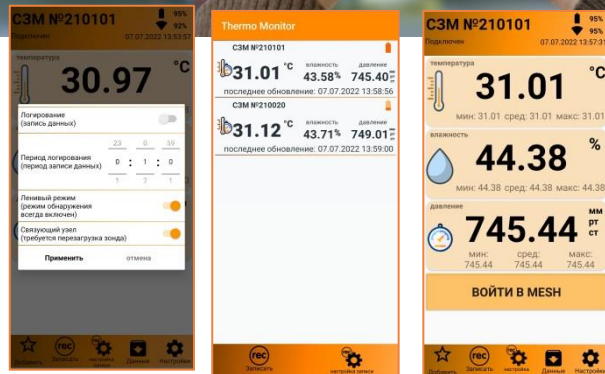 СЗМ №210101
95%
92%
Подключен
07.07.2022 13:53:57
температура
30.97 °C
Логирование
(запись данных)
23 0 59
Период логирования
(период записи данных)
0 : 1 : 0
1 2 1
Ленивый режим
(режим обнаружения
всегда включен)
Связующий узел
(требуется перезагрузка зонда)
Применить отмена
Добавить
rec
Записать
настройка
записи
Данные
Настройки
Thermo Monitor
СЗМ №210101
31.01 °C
влажность
43.58%
давление
745.40
последнее обновление: 07.07.2022 13:58:56
СЗМ №210020
31.12 °C
влажность
43.71%
давление
749.01
последнее обновление: 07.07.2022 13:59:00
rec
Записать
настройка записи
СЗМ №210101
95%
95%
Подключен
07.07.2022 13:57:31
температура
31.01 °C
мин: 31.01 сред: 31.01 макс: 31.01
влажность
44.38 %
мин: 44.38 сред: 44.38 макс: 44.38
давление
745.44
мм
рт
ст
мин: сред: макс:
745.44 745.44 745.44
ВОЙТИ В MESH
Добавить
rec
Записать
настройка
записи
Данные
Настройки